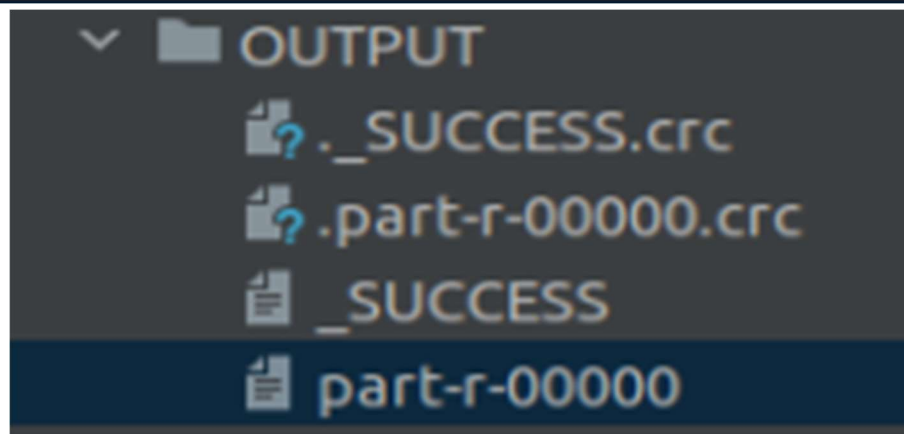 OUTPUT
._SUCCESS.crc
.part-r-00000.crc
_SUCCESS
part-r-00000